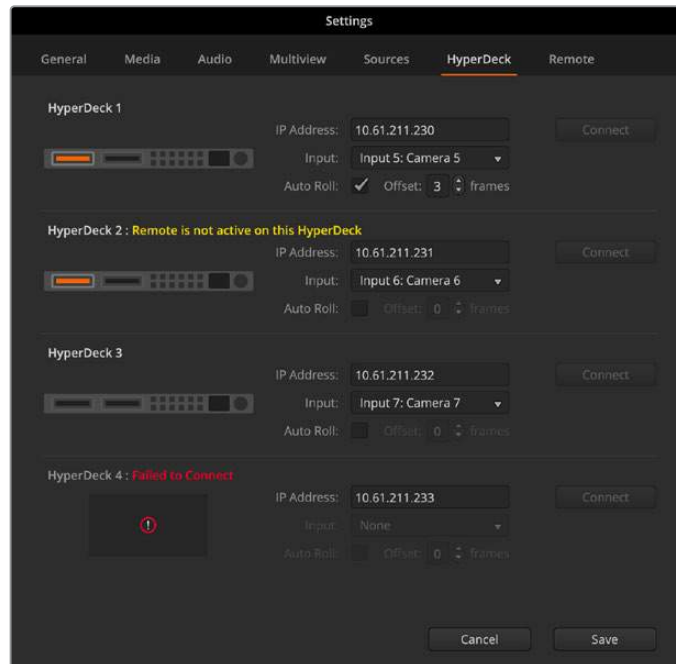 Settings
General Media Audio Multiview Sources HyperDeck Remote
HyperDeck 1
IP Address: 10.61.211.230 Connect
Input: Input 5: Camera 5
Auto Roll: Offset: 3 frames
HyperDeck 2 : Remote is not active on this HyperDeck
IP Address: 10.61.211.231 Connect
Input: Input 6: Camera 6
Auto Roll: Offset: 0 frames
HyperDeck 3
IP Address: 10.61.211.232 Connect
Input: Input 7: Camera 7
Auto Roll: Offset: 0 frames
HyperDeck 4 : Failed to Connect
IP Address: 10.61.211.233 Connect
Input: None
Auto Roll: Offset: 0 frames
Cancel Save